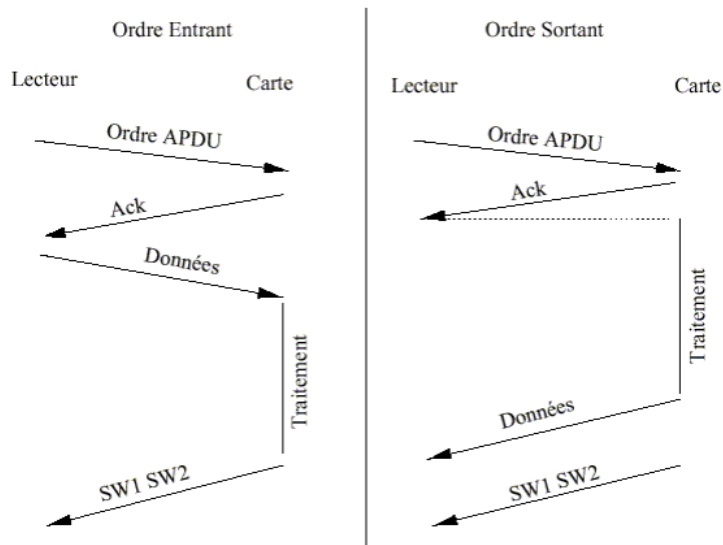 Ordre Entrant
Lecteur
Carte
Ordre APDU
Ack
Données
Traitement
SW1 SW2
Ordre Sortant
Lecteur
Carte
Ordre APDU
Ack
Traitement
Données
SW1 SW2